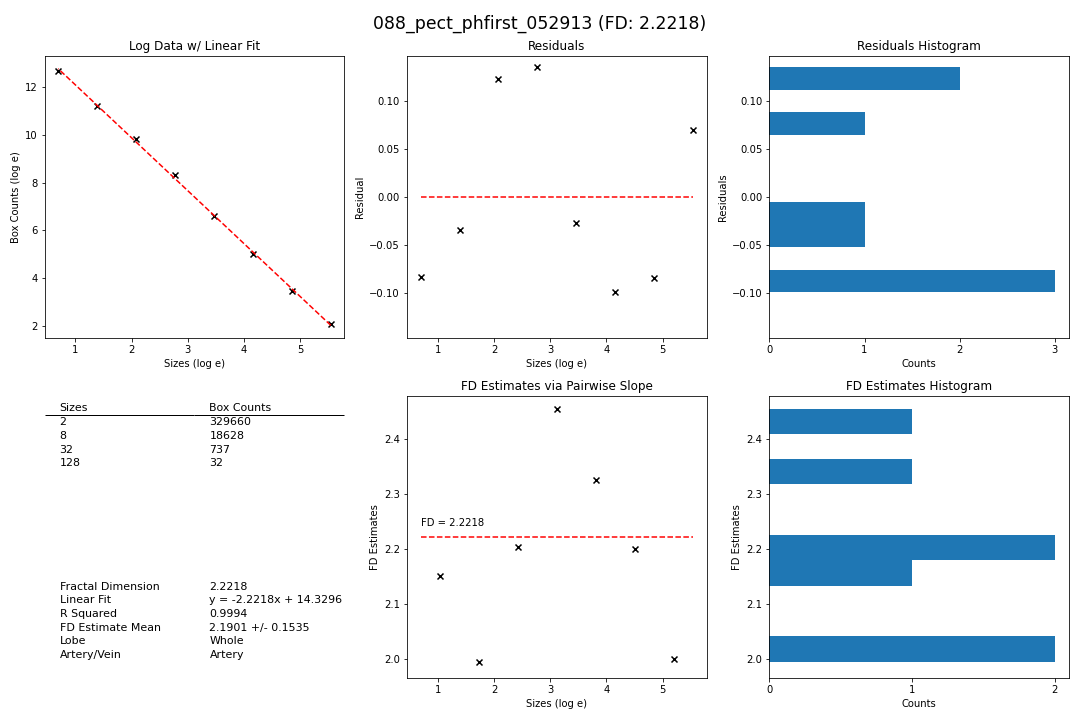 088_pect_phfirst_052913 (FD: 2.2218)
Log Data w/ Linear Fit
12
10
8
6
4
2
Box Counts (log e)
1 2 3 4 5
Sizes (log e)
Residuals
0.10
0.05
0.00
−0.05
−0.10
Residual
1 2 3 4 5
Sizes (log e)
Residuals Histogram
0.10
0.05
0.00
−0.05
−0.10
Residuals
0 1 2 3
Counts
Sizes Box Counts
2 329660
8 18628
32 737
128 32
Fractal Dimension 2.2218
Linear Fit y = -2.2218x + 14.3296
R Squared 0.9994
FD Estimate Mean 2.1901 +/- 0.1535
Lobe Whole
Artery/Vein Artery
FD Estimates via Pairwise Slope
2.4
2.3
2.2
2.1
2.0
FD Estimates
FD = 2.2218
1 2 3 4 5
Sizes (log e)
FD Estimates Histogram
2.4
2.3
2.2
2.1
2.0
FD Estimates
0 1 2
Counts